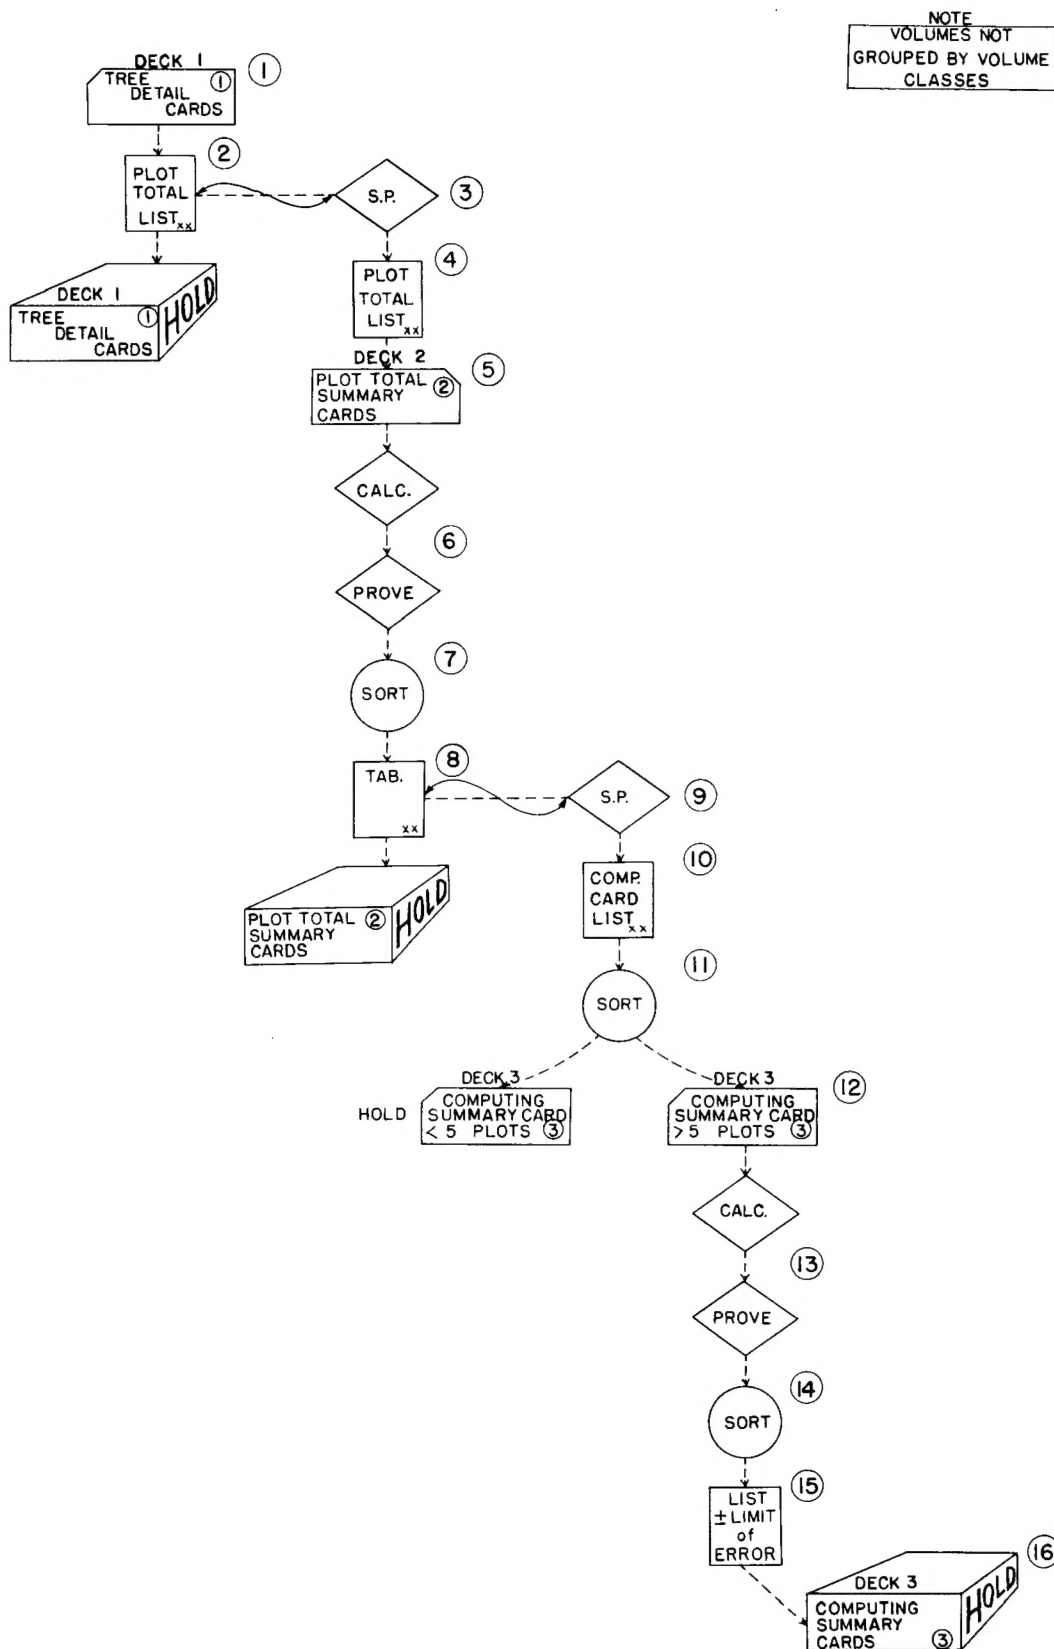 NOTE
VOLUMES NOT
GROUPED BY VOLUME
CLASSES
DECK 1
1
TREE 1
DETAIL
CARDS
2
PLOT
TOTAL
LIST xx
S.P.
3
DECK 1
TREE 1
DETAIL
CARDS
HOLD
4
PLOT
TOTAL
LIST xx
DECK 2
5
PLOT TOTAL 2
SUMMARY
CARDS
CALC.
6
PROVE
7
SORT
8
TAB.
xx
S.P.
9
PLOT TOTAL 2
SUMMARY
CARDS
HOLD
10
COMP.
CARD
LIST xx
11
SORT
HOLD
DECK 3
COMPUTING
SUMMARY CARD
< 5 PLOTS 3
DECK 3
12
COMPUTING
SUMMARY CARD
> 5 PLOTS 3
CALC.
13
PROVE
14
SORT
15
LIST
± LIMIT
of
ERROR
16
DECK 3
COMPUTING
SUMMARY
CARDS 3
HOLD